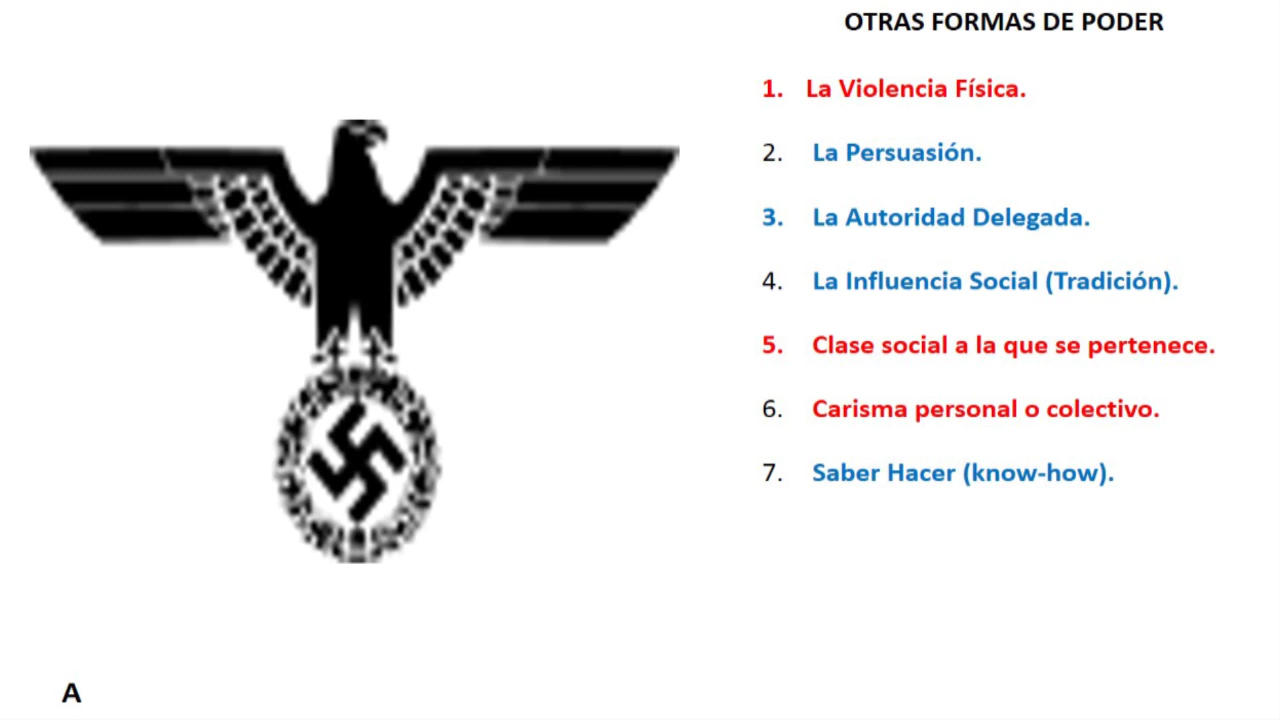 OTRAS FORMAS DE PODER
1. La Violencia Física.
2. La Persuasión.
3. La Autoridad Delegada.
4. La Influencia Social (Tradición).
5. Clase social a la que se pertenece.
6. Carisma personal o colectivo.
7. Saber Hacer (know-how).
A